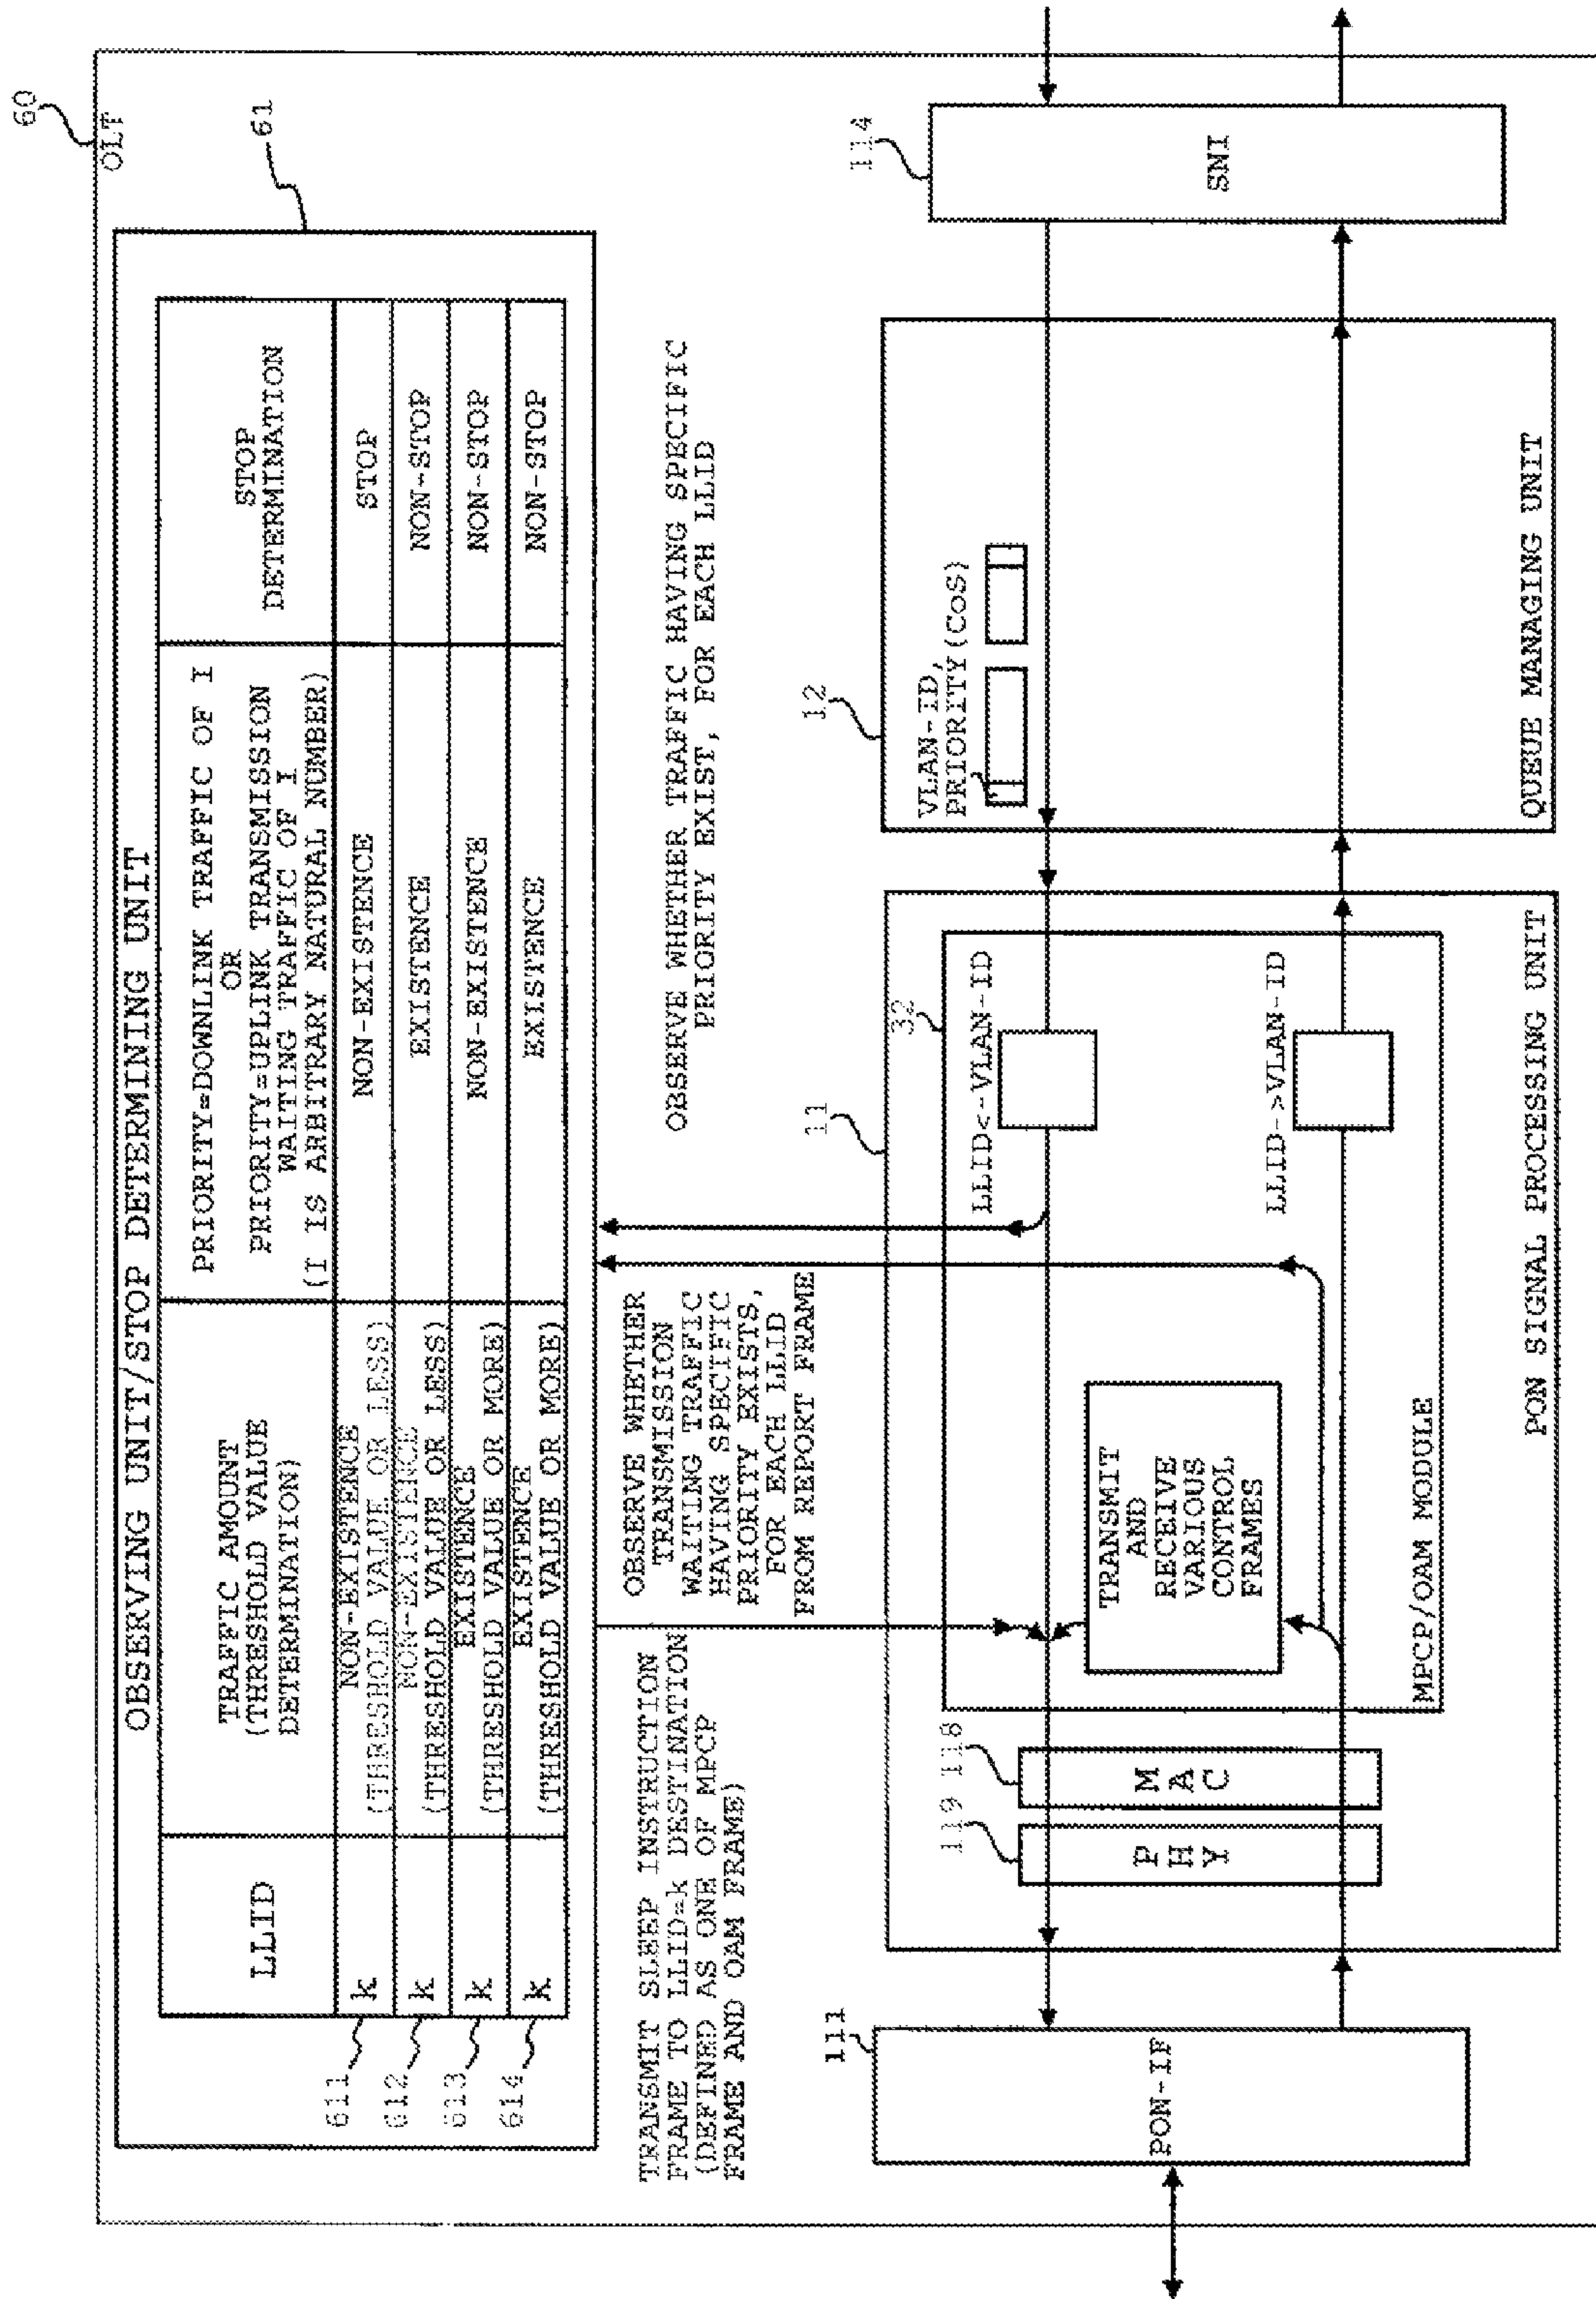 60
OLT
61
OBSERVING UNIT/STOP DETERMINING UNIT
LLID
TRAFFIC AMOUNT
(THRESHOLD VALUE
DETERMINATION)
PRIORITY=DOWNLINK TRAFFIC OF I
OR
PRIORITY=UPLINK TRANSMISSION
WAITING TRAFFIC OF I
(I IS ARBITRARY NATURAL NUMBER)
STOP
DETERMINATION
611
k
NON-EXISTENCE
(THRESHOLD VALUE OR LESS)
NON-EXISTENCE
STOP
612
k
NON-EXISTENCE
(THRESHOLD VALUE OR LESS)
EXISTENCE
NON-STOP
613
k
EXISTENCE
(THRESHOLD VALUE OR MORE)
NON-EXISTENCE
NON-STOP
614
k
EXISTENCE
(THRESHOLD VALUE OR MORE)
EXISTENCE
NON-STOP
TRANSMIT SLEEP INSTRUCTION
FRAME TO LLID=k DESTINATION
(DEFINED AS ONE OF MPCP
FRAME AND OAM FRAME)
OBSERVE WHETHER
TRANSMISSION
WAITING TRAFFIC
HAVING SPECIFIC
PRIORITY EXISTS,
FOR EACH LLID
FROM REPORT FRAME
OBSERVE WHETHER TRAFFIC HAVING SPECIFIC
PRIORITY EXIST, FOR EACH LLID
111
PON-IF
11
119
PHY
118
MAC
32
TRANSMIT
AND
RECEIVE
VARIOUS
CONTROL
FRAMES
LLID<-VLAN-ID
LLID->VLAN-ID
MPCP/OAM MODULE
PON SIGNAL PROCESSING UNIT
12
VLAN-ID,
PRIORITY(CoS)
QUEUE MANAGING UNIT
114
SNI